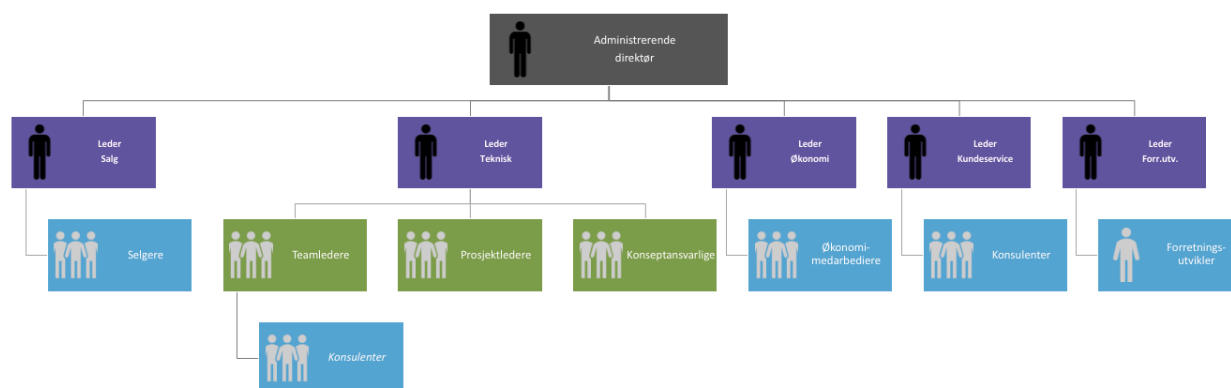 Administrerende
direktør
Leder
Salg
Leder
Teknisk
Leder
Økonomi
Leder
Kundeservice
Leder
Forr.utv.
Selgere
Teamledere
Prosjektledere
Konseptansvarlige
Økonomi-
medarbediere
Konsulenter
Forretnings-
utvikler
Konsulenter